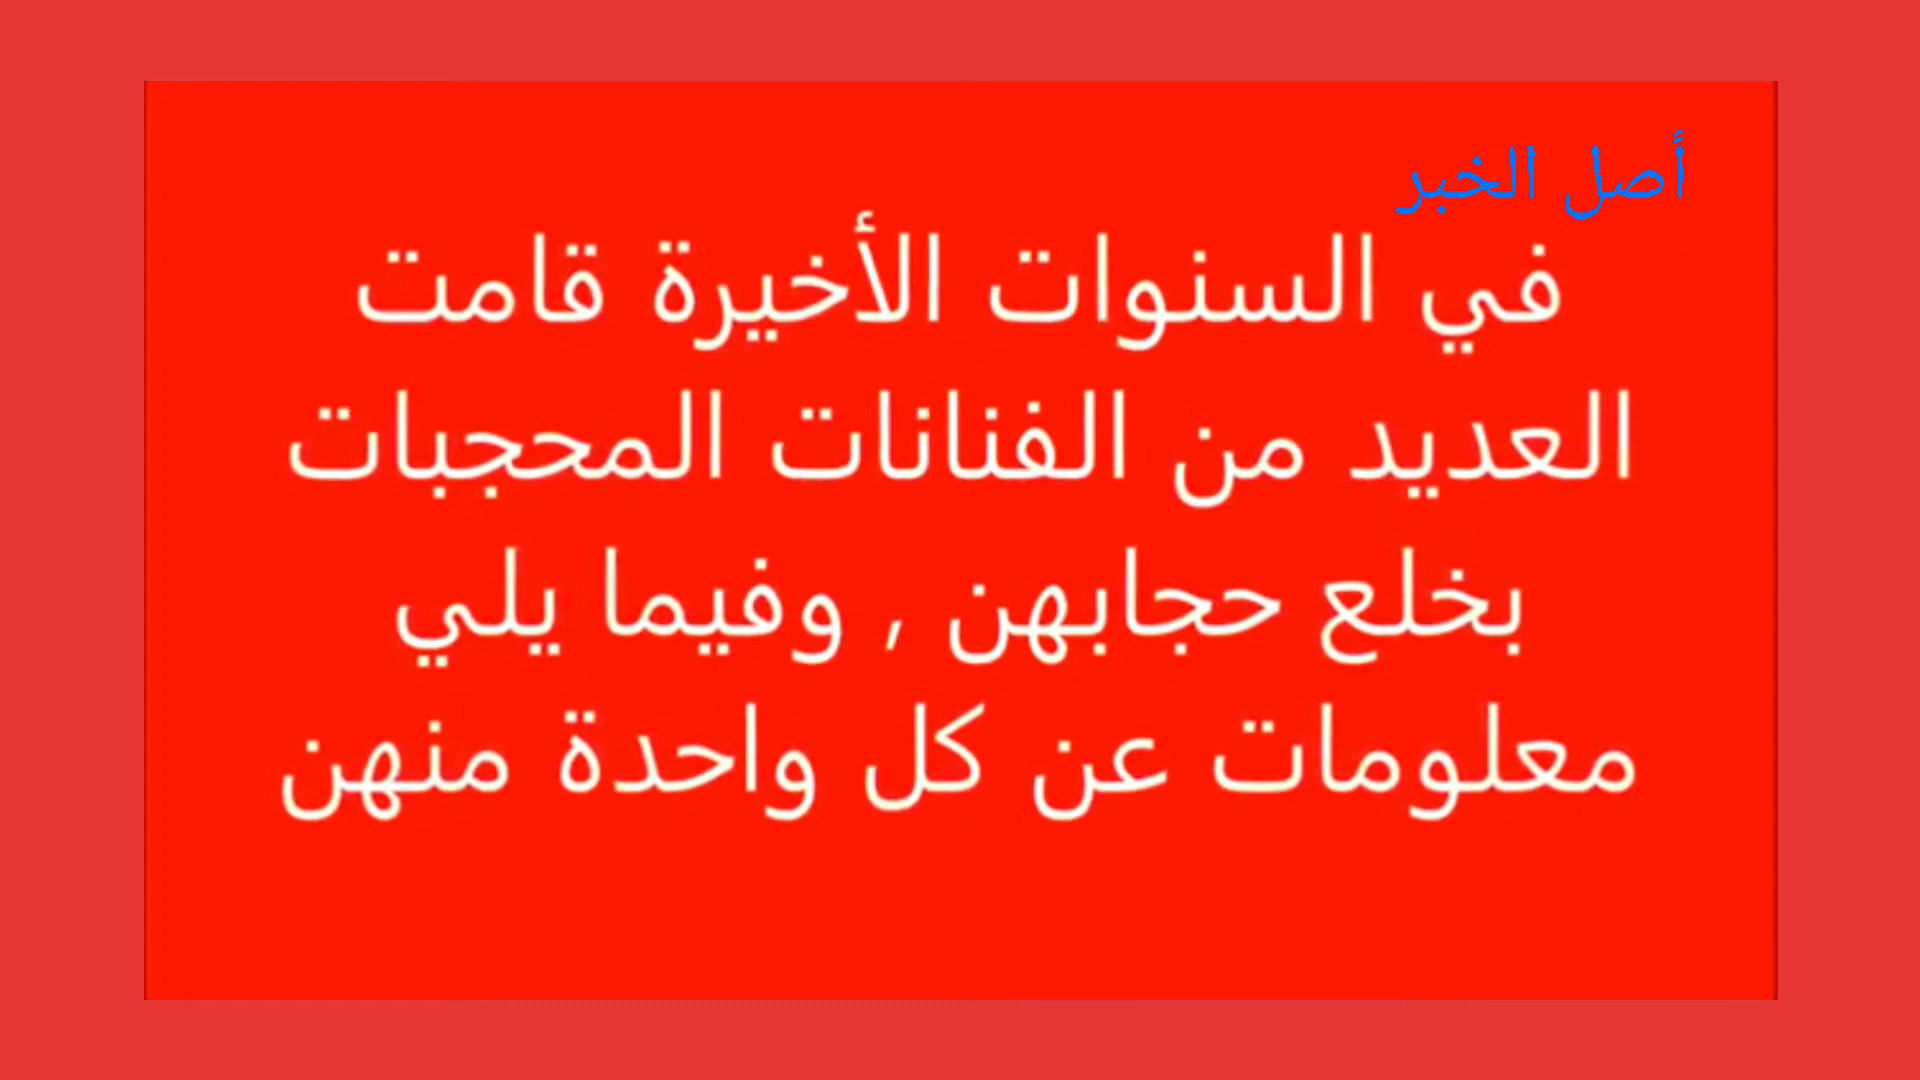 أصل الخبر
في السنوات الأخيرة قامت
العديد من الفنانات المحجبات
بخلع حجابهن , وفيما يلي
معلومات عن كل واحدة منهن